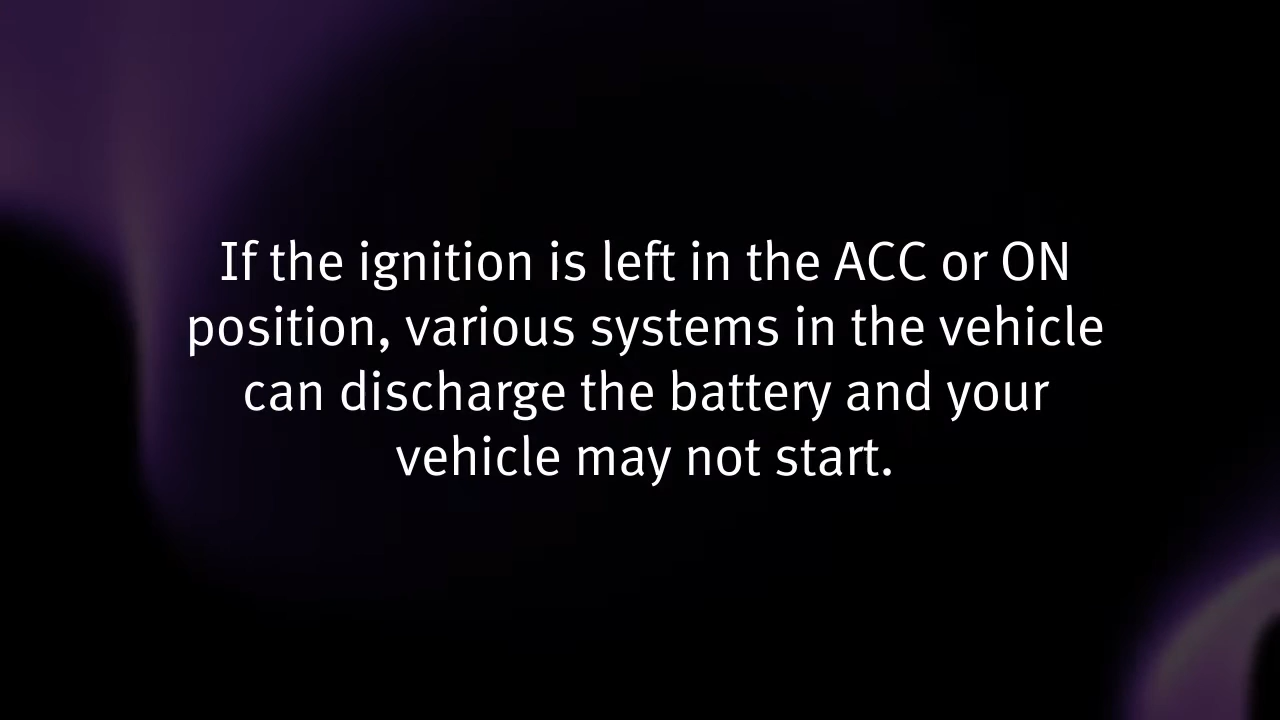 If the ignition is left in the ACC or ON
position, various systems in the vehicle
can discharge the battery and your
vehicle may not start.